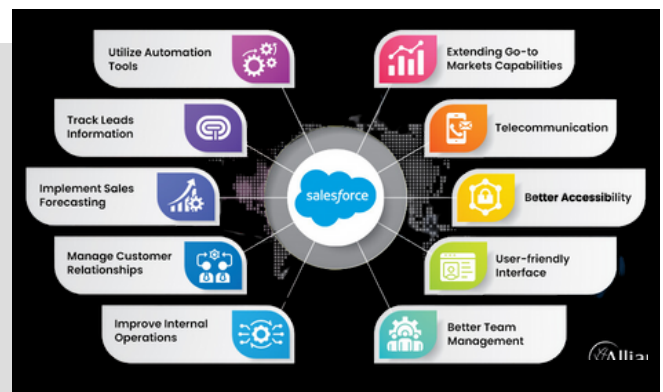 Utilize Automation
Tools
Track Leads
Information
Implement Sales
Forecasting
Manage Customer
Relationships
Improve Internal
Operations
salesforce
Extending Go-to
Markets Capabilities
Telecommunication
Better Accessibility
User-friendly
Interface
Better Team
Management